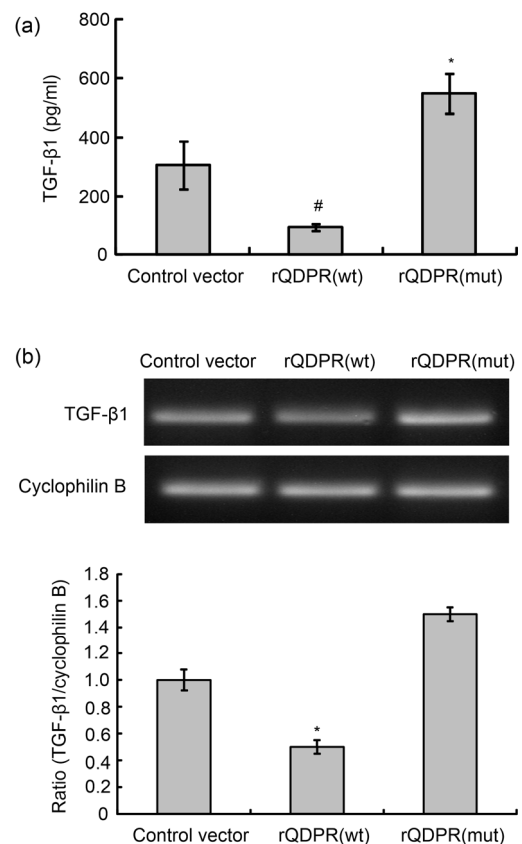 (a)
TGF-β1 (pg/ml)
800
600
400
200
0
#
*
Control vector rQDPR(wt) rQDPR(mut)
(b)
Control vector rQDPR(wt) rQDPR(mut)
TGF-β1
Cyclophilin B
Ratio (TGF-β1/cyclophilin B)
1.8
1.6
1.4
1.2
1.0
0.8
0.6
0.4
0.2
0
*
Control vector rQDPR(wt) rQDPR(mut)